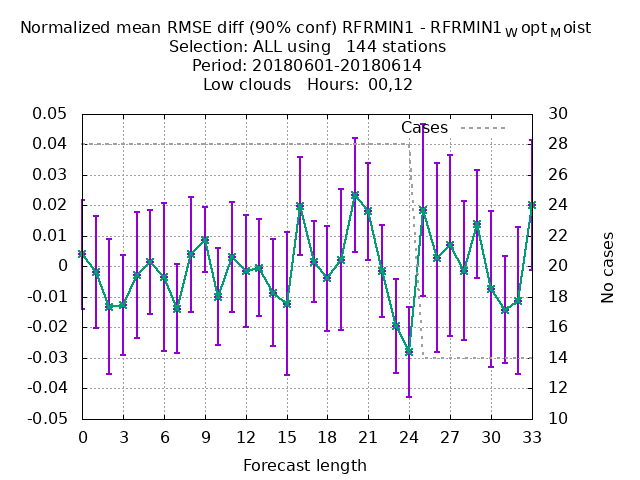 Normalized mean RMSE diff (90% conf) RFRMIN1 - RFRMIN1WoptMoist
Selection: ALL using 144 stations
Period: 20180601-20180614
Low clouds Hours: 00,12
Cases
0.05
0.04
0.03
0.02
0.01
0
-0.01
-0.02
-0.03
-0.04
-0.05
30
28
26
24
22
20
18
16
14
12
10
No cases
0 3 6 9 12 15 18 21 24 27 30 33
Forecast length